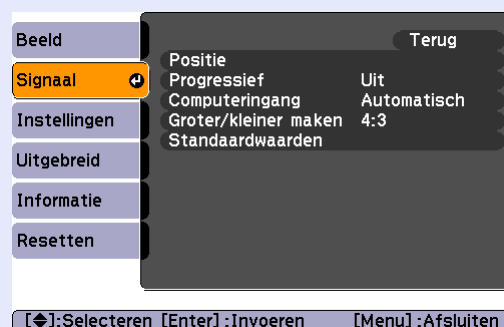 Beeld
Signaal
Instellingen
Uitgebreid
Informatie
Resetten
Terug
Positie
Progressief Uit
Computeringang Automatisch
Groter/kleiner maken 4:3
Standaardwaarden
[◆]:Selecteren [Enter]:Invoeren [Menu]:Afsluiten